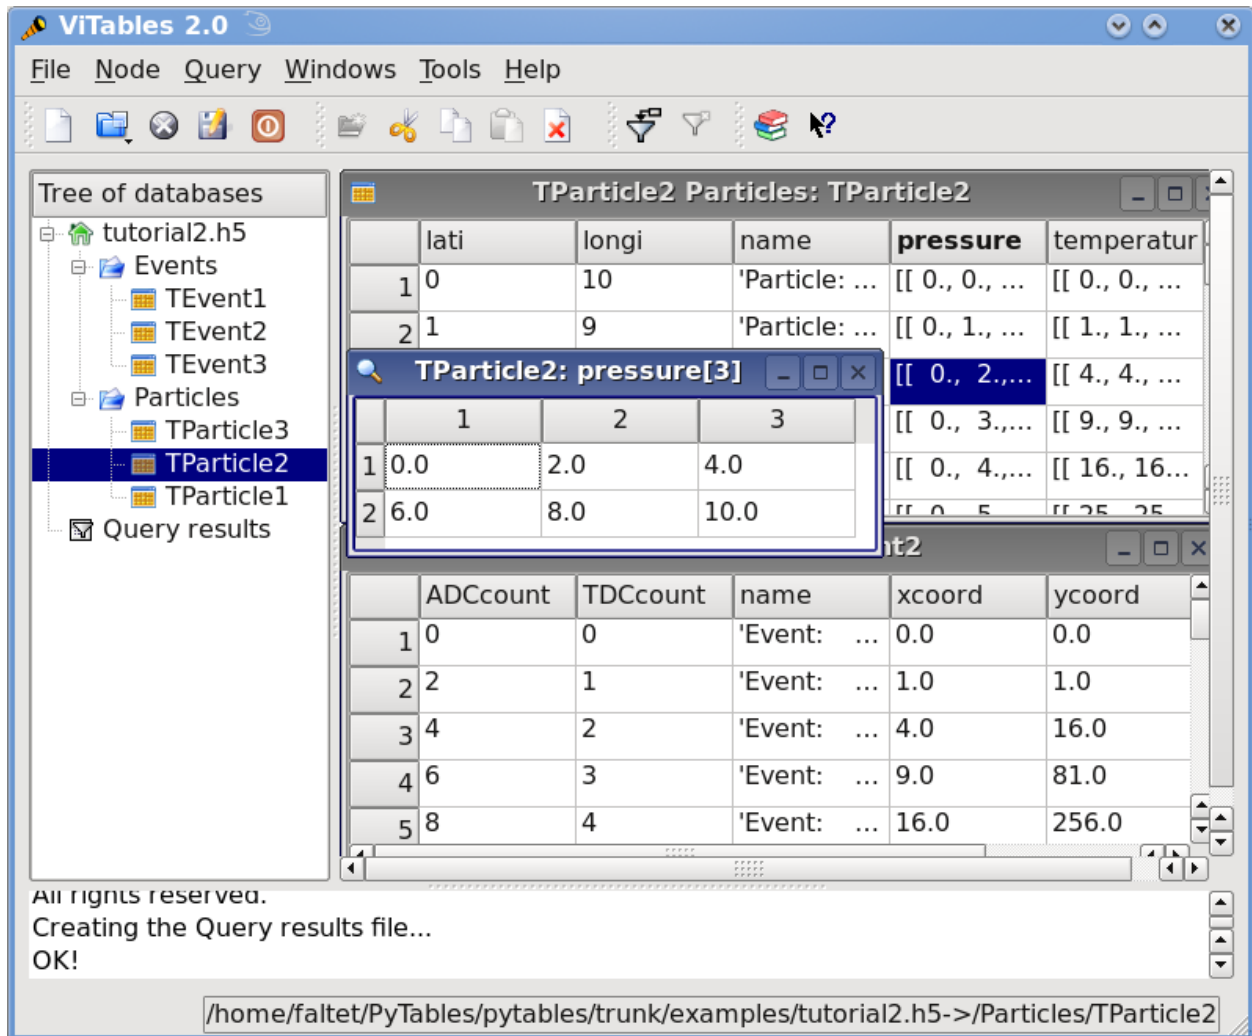 ViTables 2.0
File Node Query Windows Tools Help
Tree of databases
tutorial2.h5
Events
TEvent1
TEvent2
TEvent3
Particles
TParticle3
TParticle2
TParticle1
Query results
TParticle2 Particles: TParticle2
lati longi name pressure temperatur
1 0 10 'Particle: ... [[ 0., 0., ... [[ 0., 0., ...
2 1 9 'Particle: ... [[ 0., 1., ... [[ 1., 1., ...
[[ 0., 2.,... [[ 4., 4., ...
[[ 0., 3.,... [[ 9., 9., ...
[[ 0., 4.,... [[ 16., 16...
[[ 0 5 [[ 25 25
TParticle2: pressure[3]
1 2 3
1 0.0 2.0 4.0
2 6.0 8.0 10.0
nt2
ADCcount TDCcount name xcoord ycoord
1 0 0 'Event: ... 0.0 0.0
2 2 1 'Event: ... 1.0 1.0
3 4 2 'Event: ... 4.0 16.0
4 6 3 'Event: ... 9.0 81.0
5 8 4 'Event: ... 16.0 256.0
All rights reserved.
Creating the Query results file...
OK!
/home/faltet/PyTables/pytables/trunk/examples/tutorial2.h5->/Particles/TParticle2